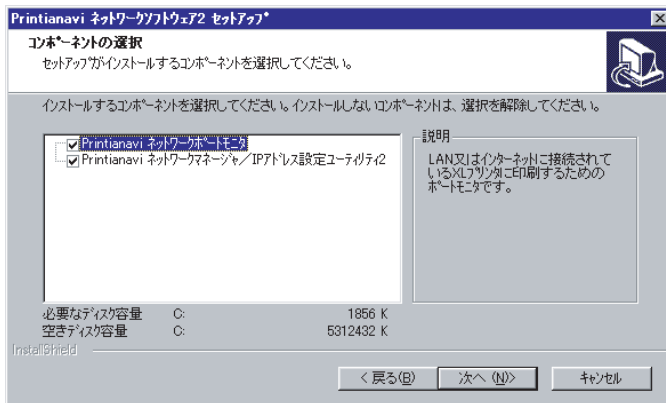 Printianavi ﾈｯﾄﾜｰｸｿﾌﾄｳｪｱ2 ｾｯﾄｱｯﾌﾟ
ｺﾝﾎﾟｰﾈﾝﾄの選択
ｾｯﾄｱｯﾌﾟがｲﾝｽﾄｰﾙするｺﾝﾎﾟｰﾈﾝﾄを選択してください。
ｲﾝｽﾄｰﾙするｺﾝﾎﾟｰﾈﾝﾄを選択してください。ｲﾝｽﾄｰﾙしないｺﾝﾎﾟｰﾈﾝﾄは、選択を解除してください。
Printianavi ﾈｯﾄﾜｰｸﾎﾟｰﾄﾓﾆﾀ
Printianavi ﾈｯﾄﾜｰｸﾏﾈｰｼﾞｬ／IPｱﾄﾞﾚｽ設定ﾕｰﾃｨﾘﾃｨ2
説明
LAN又はｲﾝﾀｰﾈｯﾄに接続されて
いるXLﾌﾟﾘﾝﾀに印刷するための
ﾎﾟｰﾄﾓﾆﾀです。
必要なﾃﾞｨｽｸ容量 C: 1856 K
空きﾃﾞｨｽｸ容量 C: 5312432 K
InstallShield
< 戻る(B) 次へ (N)> ｷｬﾝｾﾙ